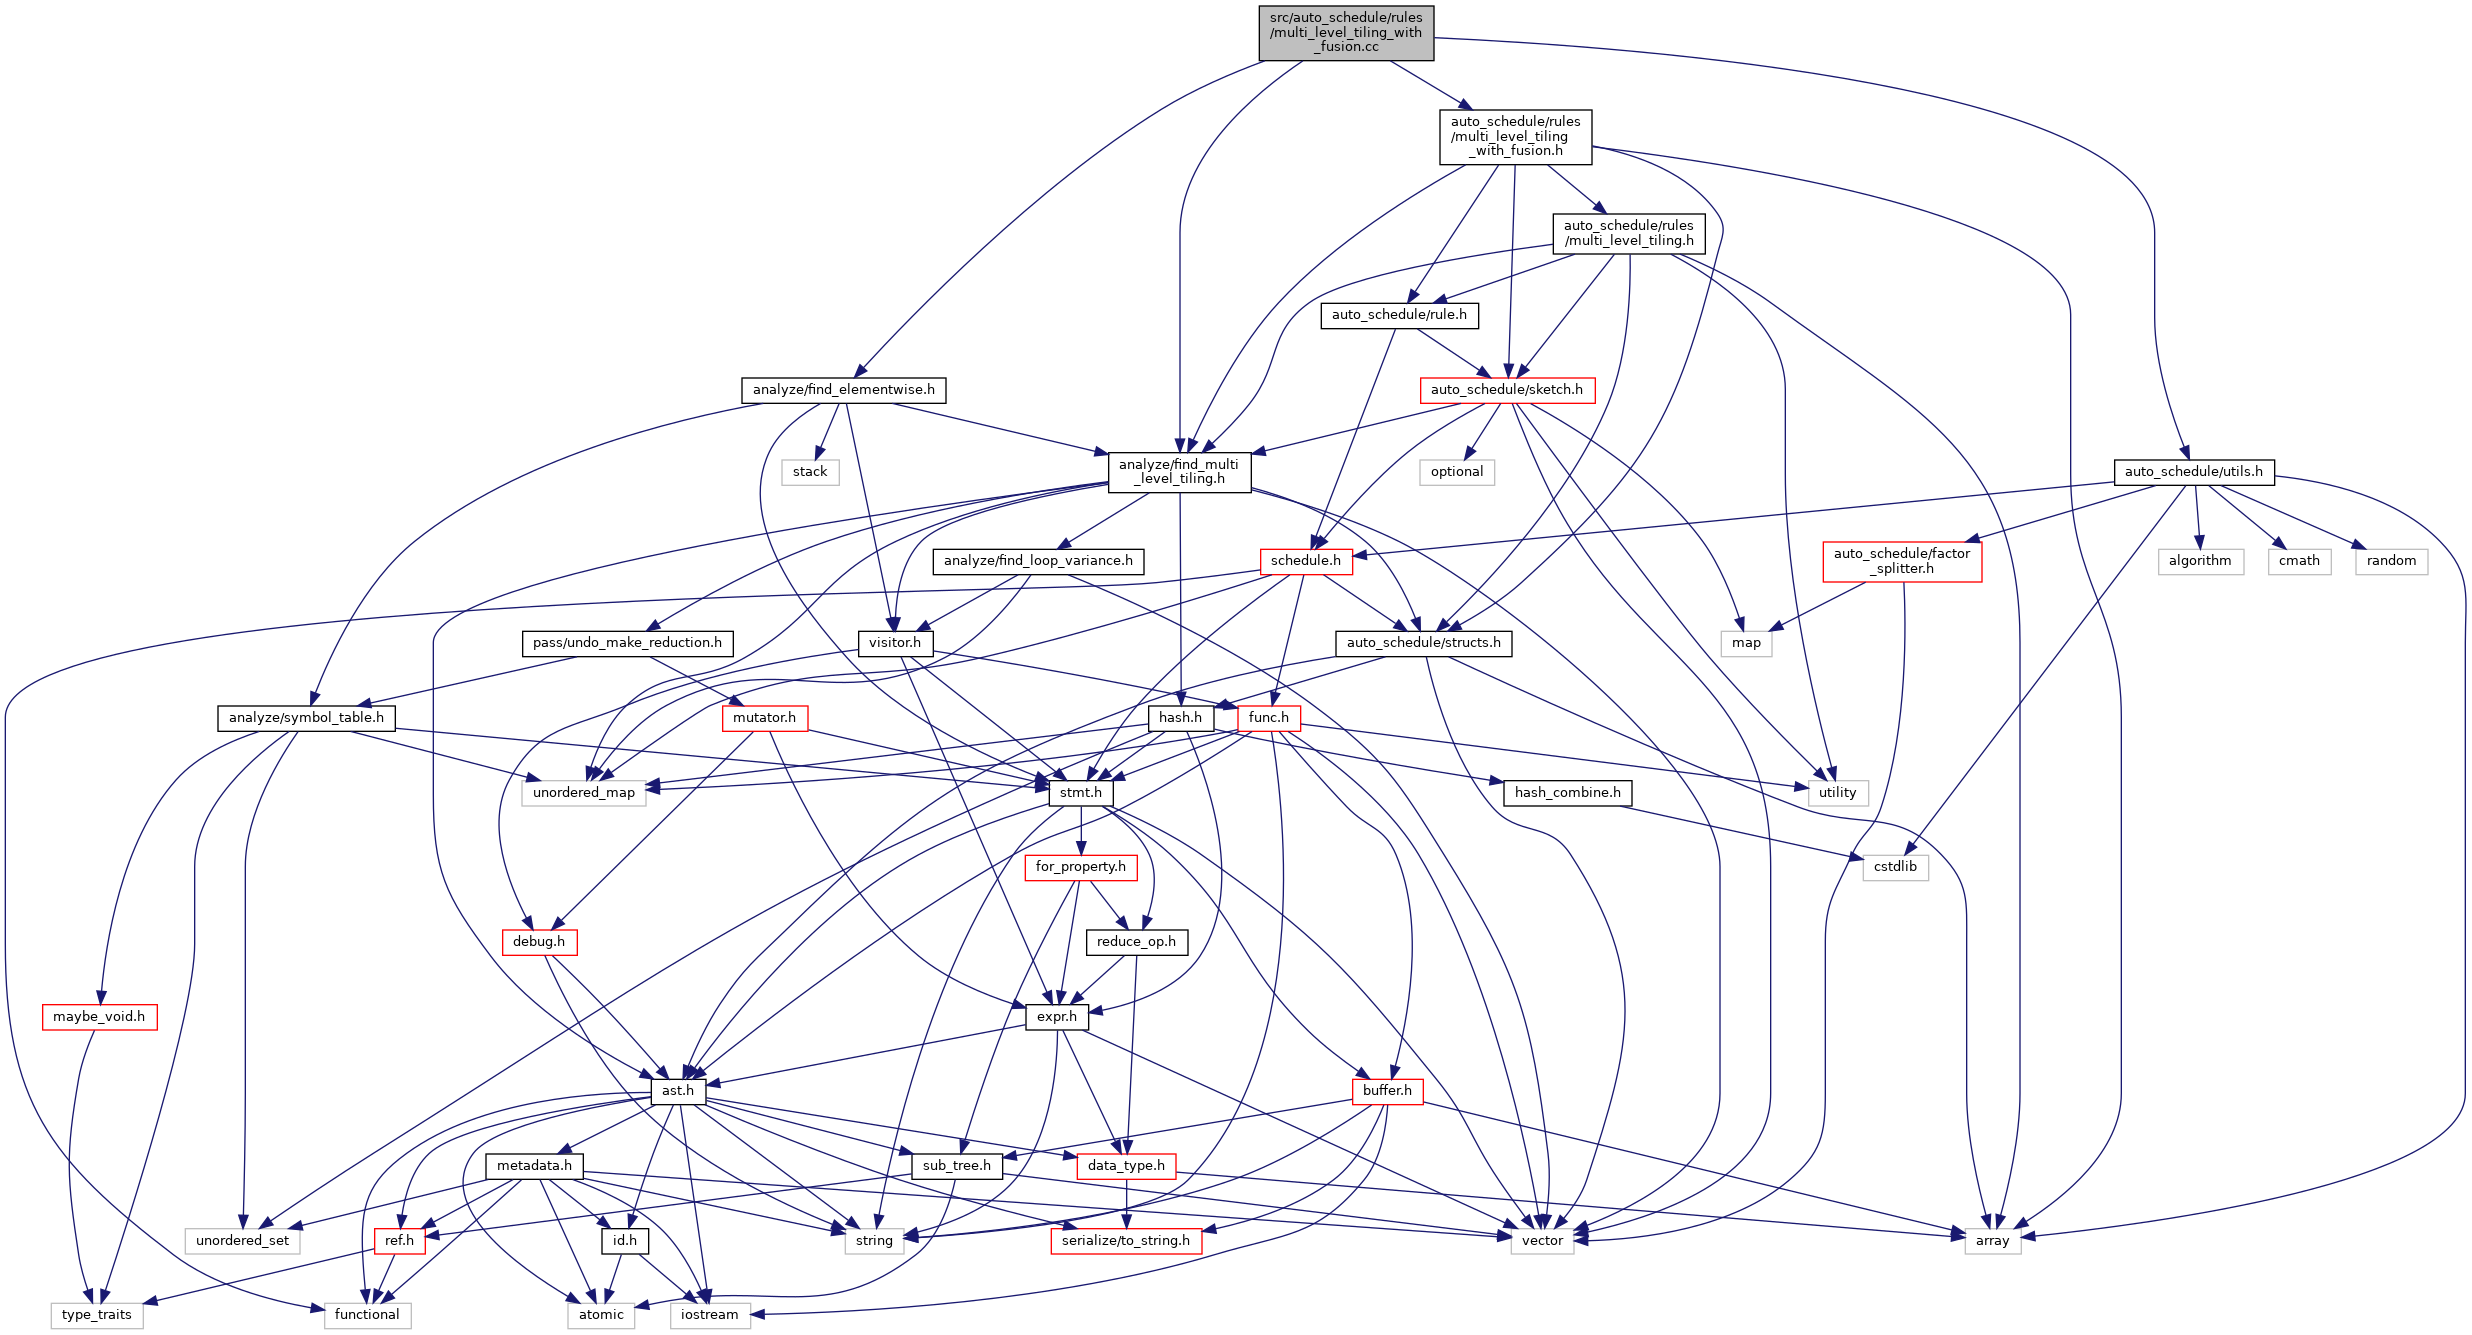 src/auto_schedule/rules
/multi_level_tiling_with
_fusion.cc
auto_schedule/rules
/multi_level_tiling
_with_fusion.h
auto_schedule/rules
/multi_level_tiling.h
auto_schedule/rule.h
analyze/find_elementwise.h
auto_schedule/sketch.h
stack
analyze/find_multi
_level_tiling.h
optional
auto_schedule/utils.h
analyze/find_loop_variance.h
schedule.h
auto_schedule/factor
_splitter.h
algorithm
cmath
random
pass/undo_make_reduction.h
visitor.h
auto_schedule/structs.h
map
analyze/symbol_table.h
mutator.h
hash.h
func.h
unordered_map
stmt.h
hash_combine.h
utility
for_property.h
cstdlib
debug.h
reduce_op.h
maybe_void.h
expr.h
ast.h
buffer.h
metadata.h
sub_tree.h
data_type.h
unordered_set
ref.h
id.h
string
serialize/to_string.h
vector
array
type_traits
functional
atomic
iostream